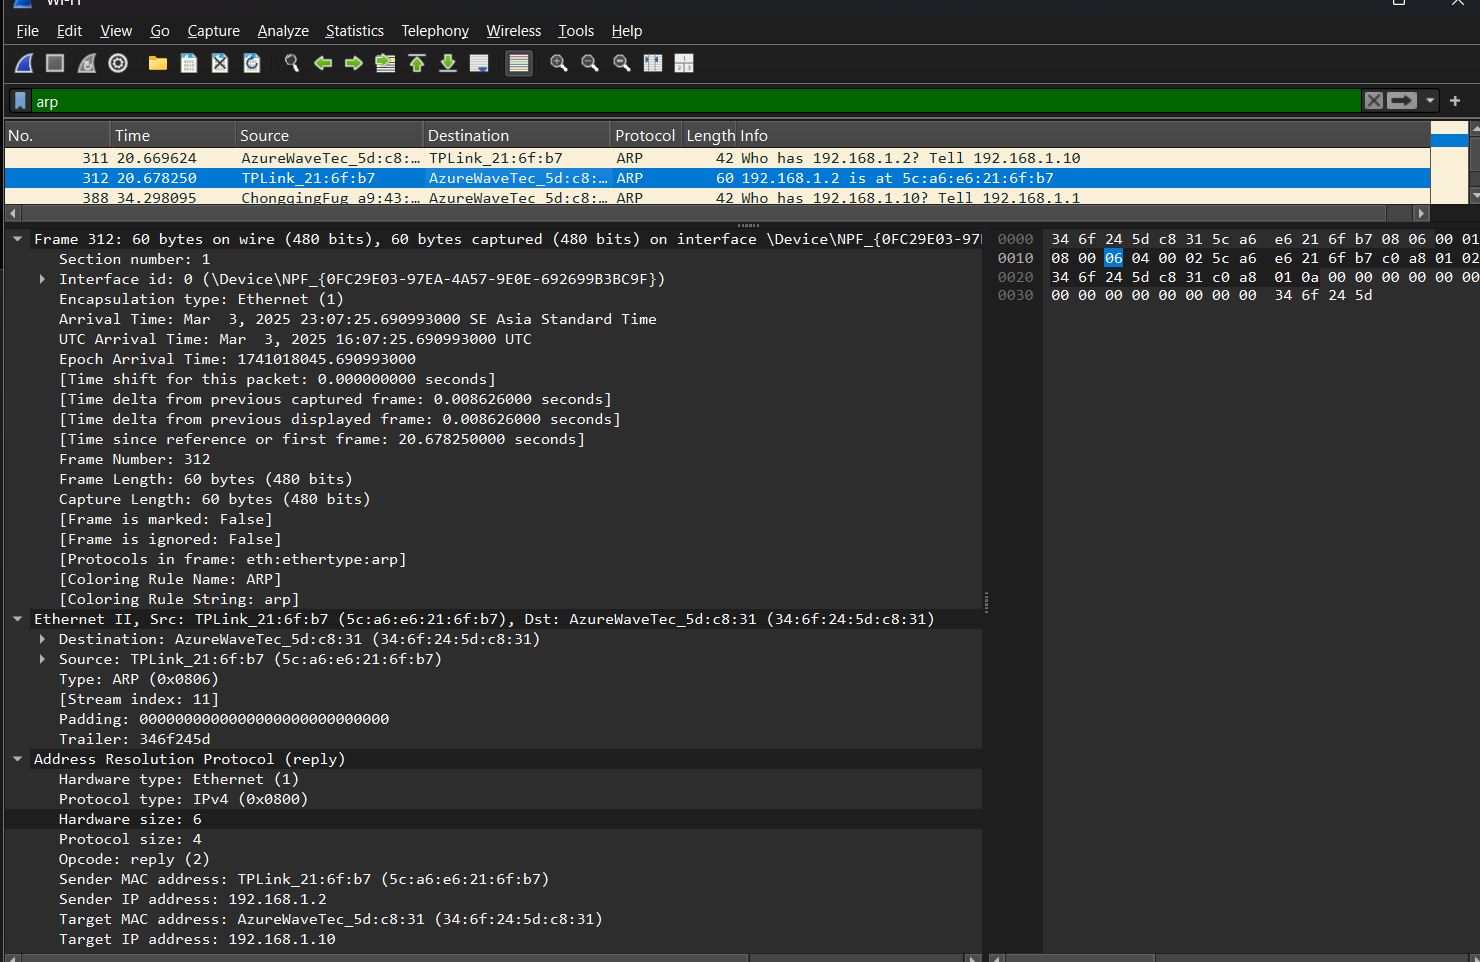 Wi-Fi
File Edit View Go Capture Analyze Statistics Telephony Wireless Tools Help
arp
No. Time Source Destination Protocol Length Info
311 20.669624 AzureWaveTec_5d:c8:… TPLink_21:6f:b7 ARP 42 Who has 192.168.1.2? Tell 192.168.1.10
312 20.678250 TPLink_21:6f:b7 AzureWaveTec_5d:c8:… ARP 60 192.168.1.2 is at 5c:a6:e6:21:6f:b7
388 34.298095 ChongqingFug_a9:43:… AzureWaveTec_5d:c8:… ARP 42 Who has 192.168.1.10? Tell 192.168.1.1
Frame 312: 60 bytes on wire (480 bits), 60 bytes captured (480 bits) on interface \Device\NPF_{0FC29E03-97
Section number: 1
Interface id: 0 (\Device\NPF_{0FC29E03-97EA-4A57-9E0E-692699B3BC9F})
Encapsulation type: Ethernet (1)
Arrival Time: Mar  3, 2025 23:07:25.690993000 SE Asia Standard Time
UTC Arrival Time: Mar  3, 2025 16:07:25.690993000 UTC
Epoch Arrival Time: 1741018045.690993000
[Time shift for this packet: 0.000000000 seconds]
[Time delta from previous captured frame: 0.008626000 seconds]
[Time delta from previous displayed frame: 0.008626000 seconds]
[Time since reference or first frame: 20.678250000 seconds]
Frame Number: 312
Frame Length: 60 bytes (480 bits)
Capture Length: 60 bytes (480 bits)
[Frame is marked: False]
[Frame is ignored: False]
[Protocols in frame: eth:ethertype:arp]
[Coloring Rule Name: ARP]
[Coloring Rule String: arp]
Ethernet II, Src: TPLink_21:6f:b7 (5c:a6:e6:21:6f:b7), Dst: AzureWaveTec_5d:c8:31 (34:6f:24:5d:c8:31)
Destination: AzureWaveTec_5d:c8:31 (34:6f:24:5d:c8:31)
Source: TPLink_21:6f:b7 (5c:a6:e6:21:6f:b7)
Type: ARP (0x0806)
[Stream index: 11]
Padding: 0000000000000000000000000000
Trailer: 346f245d
Address Resolution Protocol (reply)
Hardware type: Ethernet (1)
Protocol type: IPv4 (0x0800)
Hardware size: 6
Protocol size: 4
Opcode: reply (2)
Sender MAC address: TPLink_21:6f:b7 (5c:a6:e6:21:6f:b7)
Sender IP address: 192.168.1.2
Target MAC address: AzureWaveTec_5d:c8:31 (34:6f:24:5d:c8:31)
Target IP address: 192.168.1.10
0000 34 6f 24 5d c8 31 5c a6 e6 21 6f b7 08 06 00 01
0010 08 00 06 04 00 02 5c a6 e6 21 6f b7 c0 a8 01 02
0020 34 6f 24 5d c8 31 c0 a8 01 0a 00 00 00 00 00 00
0030 00 00 00 00 00 00 00 00 34 6f 24 5d